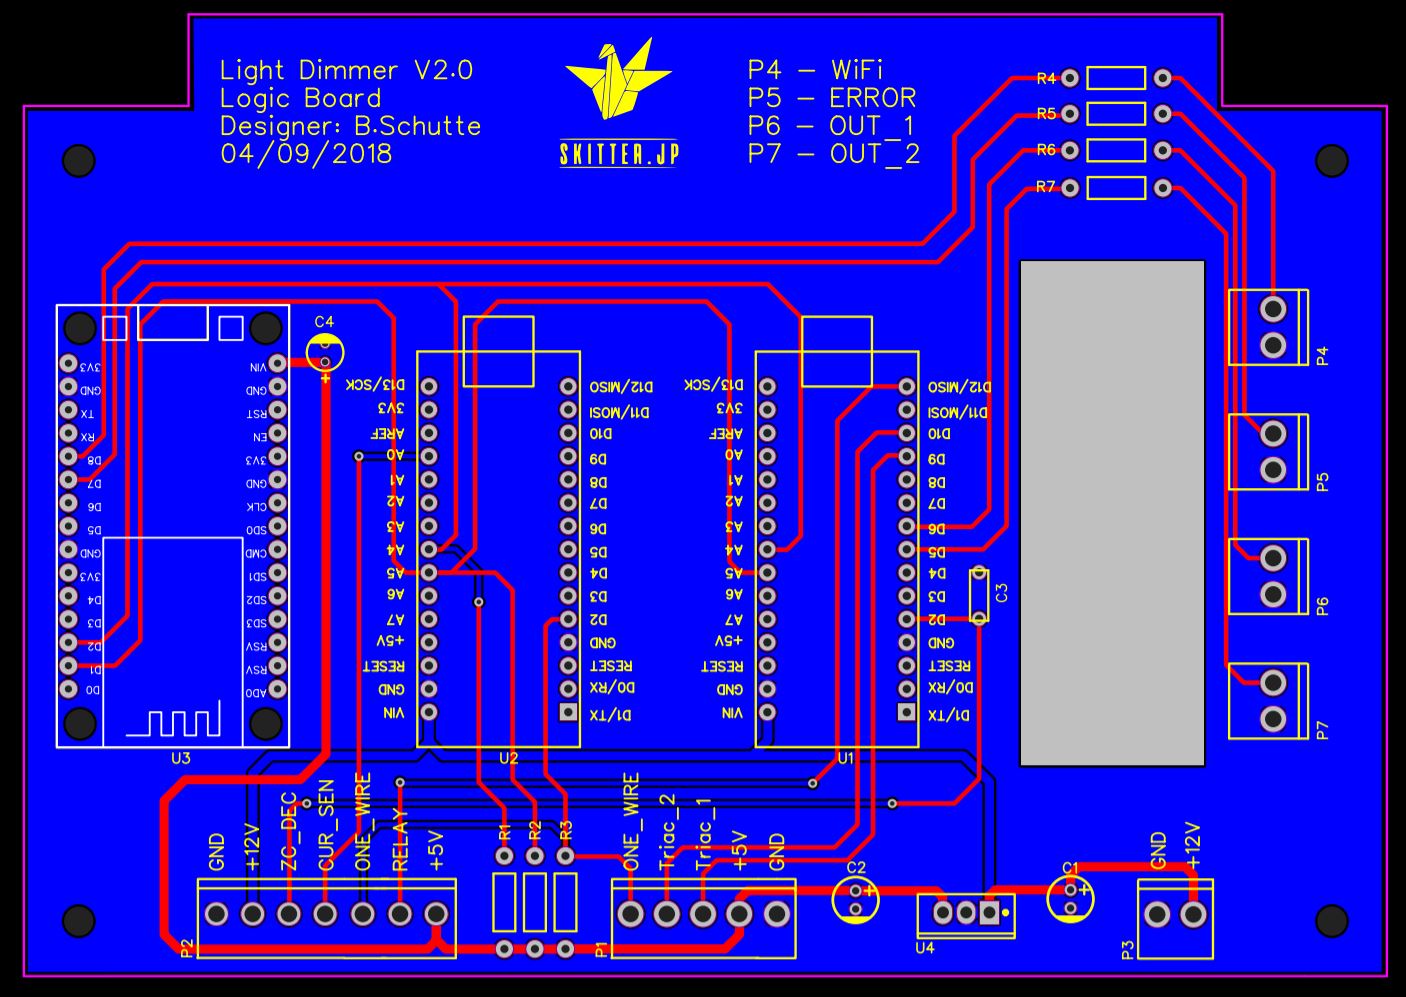 Light Dimmer V2.0
Logic Board
Designer: B.Schutte
04/09/2018
SKITTER.JP
P4 - WiFi
P5 - ERROR
P6 - OUT_1
P7 - OUT_2
R4
R5
R6
R7
P4
P5
P6
P7
C4
3V3
GND
TX
RX
D8
D7
D6
D5
GND
3V3
D4
D3
D2
D1
D0
VIN
GND
RST
EN
3V3
GND
CLK
SD0
CMD
SD1
SD2
SD3
RSV
RSV
AD0
U3
D13/SCK
3V3
AREF
A0
A1
A2
A3
A4
A5
A6
A7
+5V
RESET
GND
VIN
D12/MISO
D11/MOSI
D10
D9
D8
D7
D6
D5
D4
D3
D2
GND
RESET
D0/RX
D1/TX
U2
D13/SCK
3V3
AREF
A0
A1
A2
A3
A4
A5
A6
A7
+5V
RESET
GND
VIN
D12/MISO
D11/MOSI
D10
D9
D8
D7
D6
D5
D4
D3
D2
GND
RESET
D0/RX
D1/TX
U1
C3
GND
+12V
ZC_DEC
CUR_SEN
ONE_WIRE
RELAY
+5V
P2
R1
R2
R3
ONE_WIRE
Triac_2
Triac_1
+5V
GND
P1
C2
+
U4
C1
+
GND
+12V
P3